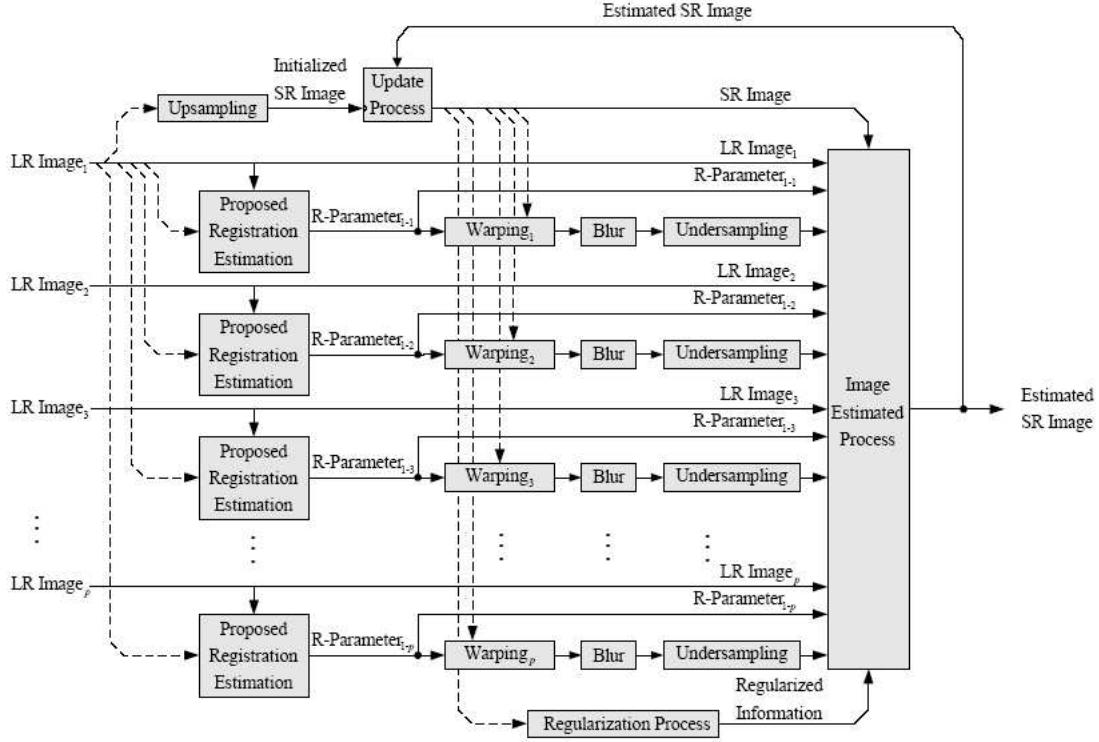 Estimated SR Image
Initialized
SR Image
Update
Process
Upsampling
SR Image
LR Image₁
LR Image₁
R-Parameter₁₋₁
Proposed
Registration
Estimation
R-Parameter₁₋₁
Warping₁
Blur
Undersampling
LR Image₂
LR Image₂
R-Parameter₁₋₂
Proposed
Registration
Estimation
R-Parameter₁₋₂
Warping₂
Blur
Undersampling
Image
Estimated
Process
Estimated
SR Image
LR Image₃
LR Image₃
R-Parameter₁₋₃
Proposed
Registration
Estimation
R-Parameter₁₋₃
Warping₃
Blur
Undersampling
LR Imageₚ
LR Imageₚ
R-Parameter₁₋ₚ
Proposed
Registration
Estimation
R-Parameter₁₋ₚ
Warpingₚ
Blur
Undersampling
Regularized
Information
Regularization Process